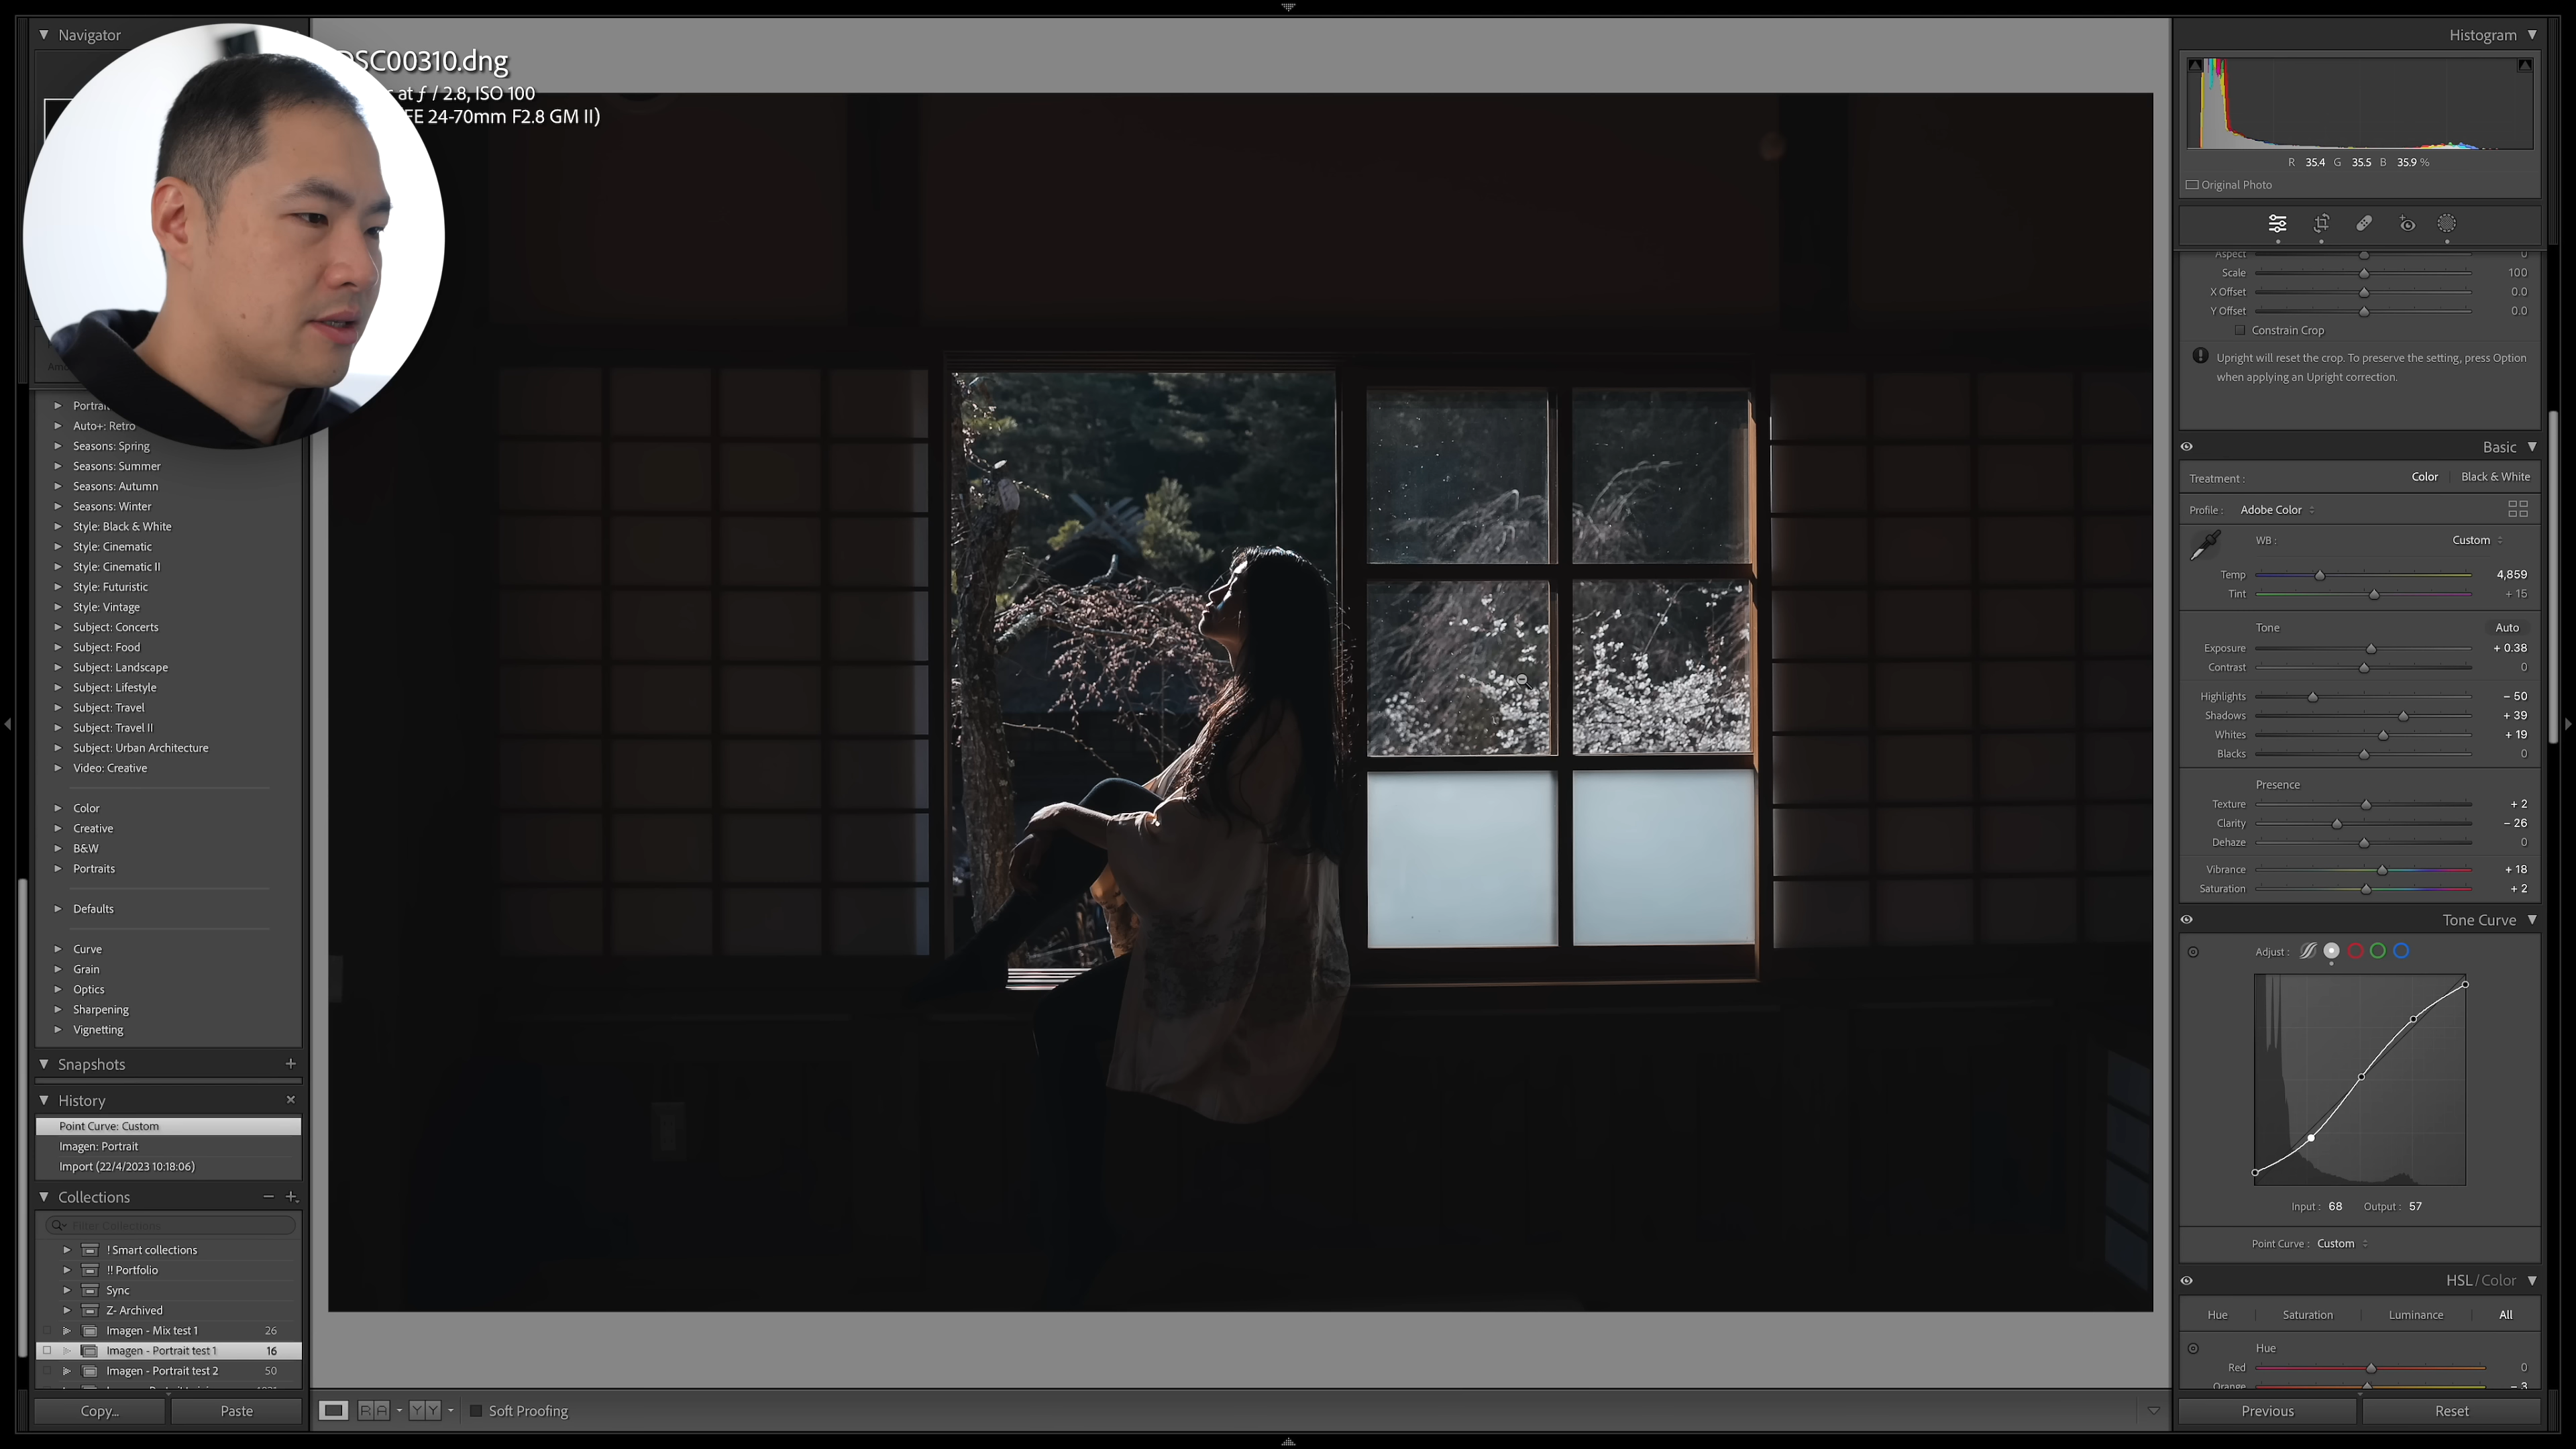 Navigator
DSC00310.dng
at ƒ / 2.8, ISO 100
FE 24-70mm F2.8 GM II)
Auto+: Retro
Seasons: Spring
Seasons: Summer
Seasons: Autumn
Seasons: Winter
Style: Black & White
Style: Cinematic
Style: Cinematic II
Style: Futuristic
Style: Vintage
Subject: Concerts
Subject: Food
Subject: Landscape
Subject: Lifestyle
Subject: Travel
Subject: Travel II
Subject: Urban Architecture
Video: Creative
Color
Creative
B&W
Portraits
Defaults
Curve
Grain
Optics
Sharpening
Vignetting
Snapshots +
History ×
Point Curve: Custom
Imagen: Portrait
Import (22/4/2023 10:18:06)
Collections − +
Filter Collections
! Smart collections
!! Portfolio
Sync
Z- Archived
Imagen - Mix test 1 26
Imagen - Portrait test 1 16
Imagen - Portrait test 2 50
Copy... Paste
R A Y Y Soft Proofing
Histogram
R 35.4 G 35.5 B 35.9 %
Original Photo
Aspect 0
Scale 100
X Offset 0.0
Y Offset 0.0
Constrain Crop
Upright will reset the crop. To preserve the setting, press Option
when applying an Upright correction.
Basic
Treatment : Color Black & White
Profile : Adobe Color
WB : Custom
Temp 4,859
Tint + 15
Tone Auto
Exposure + 0.38
Contrast 0
Highlights − 50
Shadows + 39
Whites + 19
Blacks 0
Presence
Texture + 2
Clarity − 26
Dehaze 0
Vibrance + 18
Saturation + 2
Tone Curve
Adjust :
Input : 68 Output : 57
Point Curve : Custom
HSL / Color
Hue Saturation Luminance All
Hue
Red 0
Orange − 3
Previous Reset